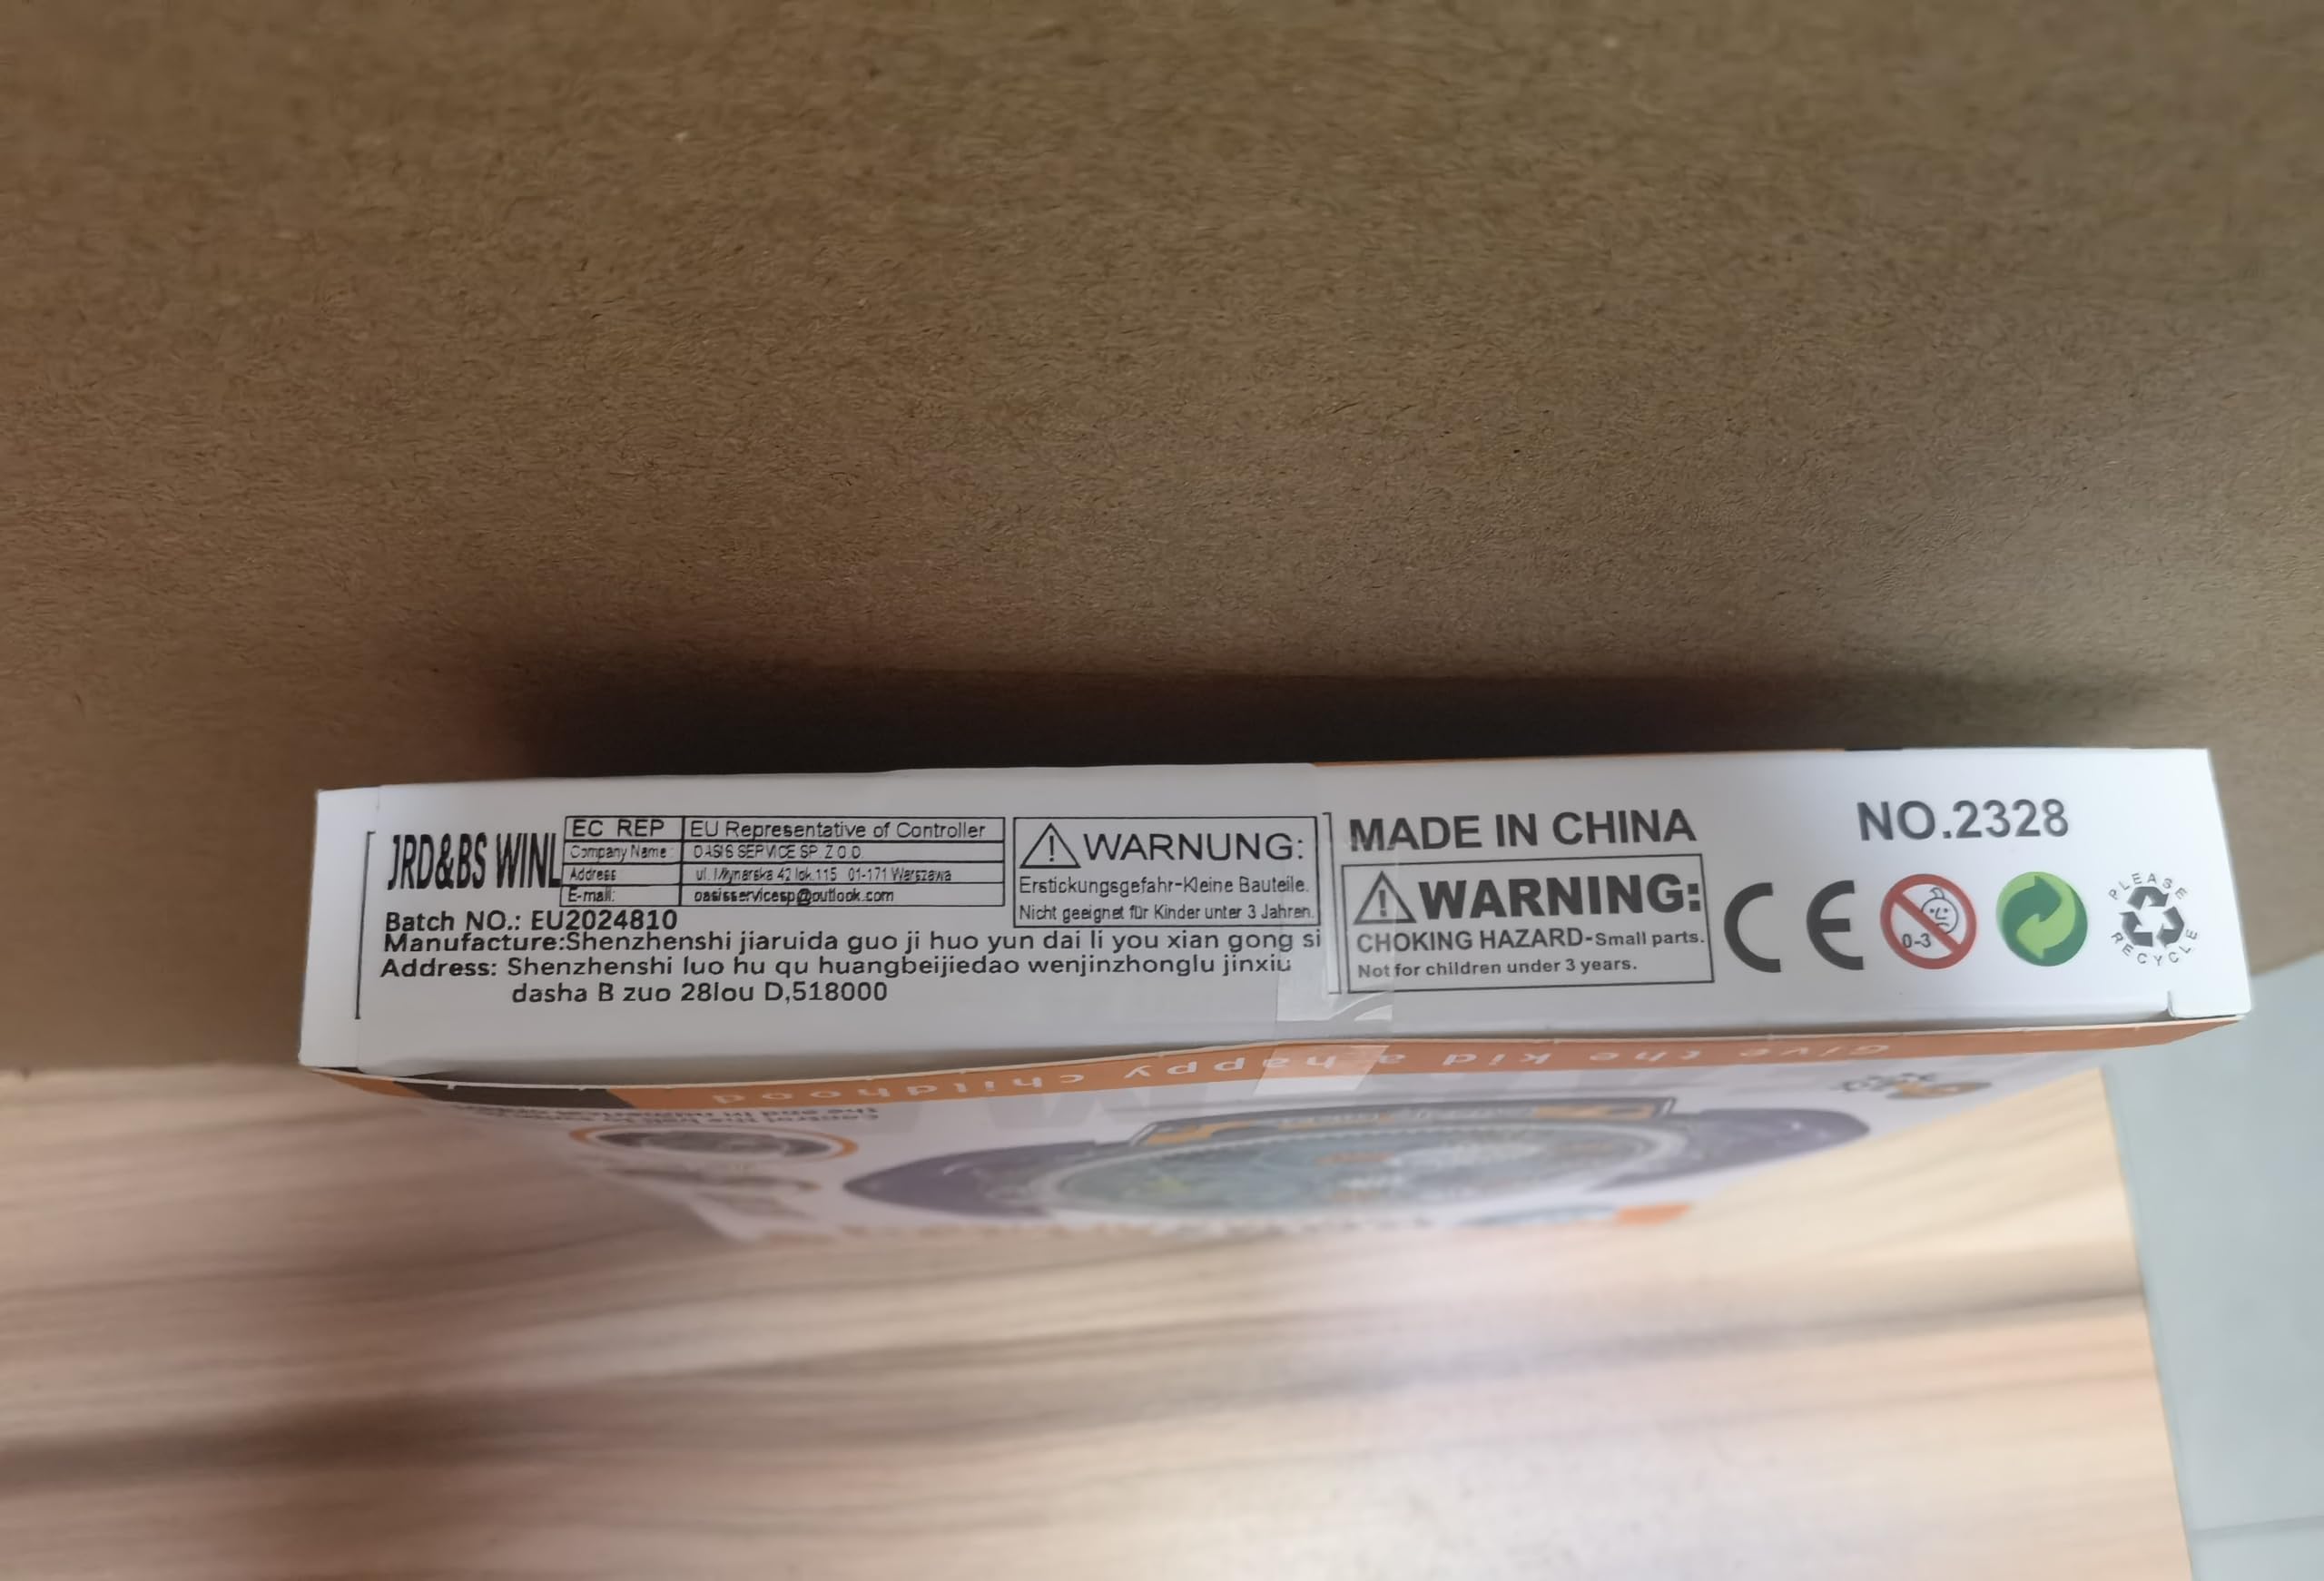 JRD&BS WINL
EC REP EU Representative of Controller
Company Name: OASIS SERVICE SP. Z O.O.
Address ul. Młynarska 42 lok.115 01-171 Warszawa
E-mail: oasisservicesp@outlook.com
Batch NO.: EU2024810
Manufacture:Shenzhenshi jiaruida guo ji huo yun dai li you xian gong si
Address: Shenzhenshi luo hu qu huangbeijiedao wenjinzhonglu jinxiu
dasha B zuo 28lou D,518000
WARNUNG:
Erstickungsgefahr-Kleine Bauteile.
Nicht geeignet für Kinder unter 3 Jahren.
MADE IN CHINA
WARNING:
CHOKING HAZARD-Small parts.
Not for children under 3 years.
NO.2328
CE
0-3
PLEASE
RECYCLE
Give the kid a happy childhood